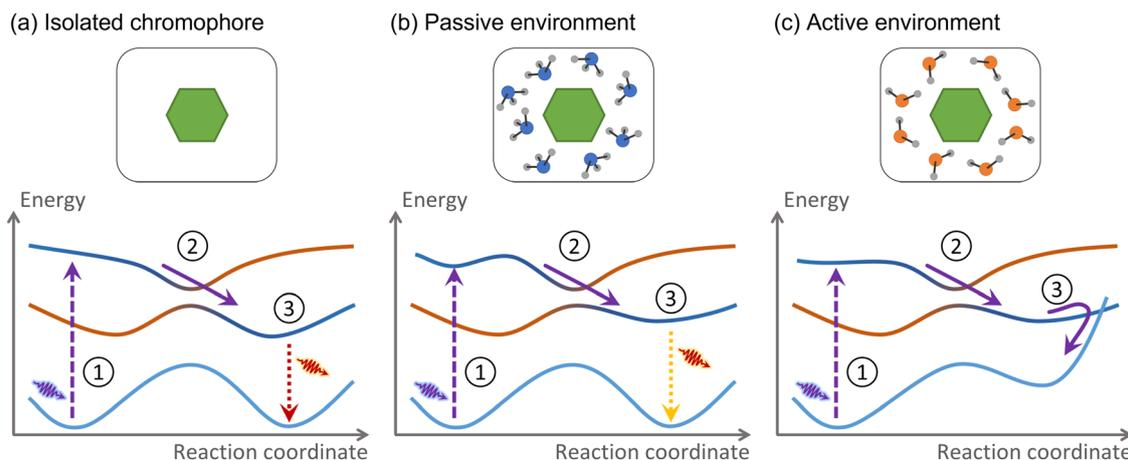 (a) Isolated chromophore
(b) Passive environment
(c) Active environment
Energy
②
③
①
Reaction coordinate
Energy
②
③
①
Reaction coordinate
Energy
②
③
①
Reaction coordinate